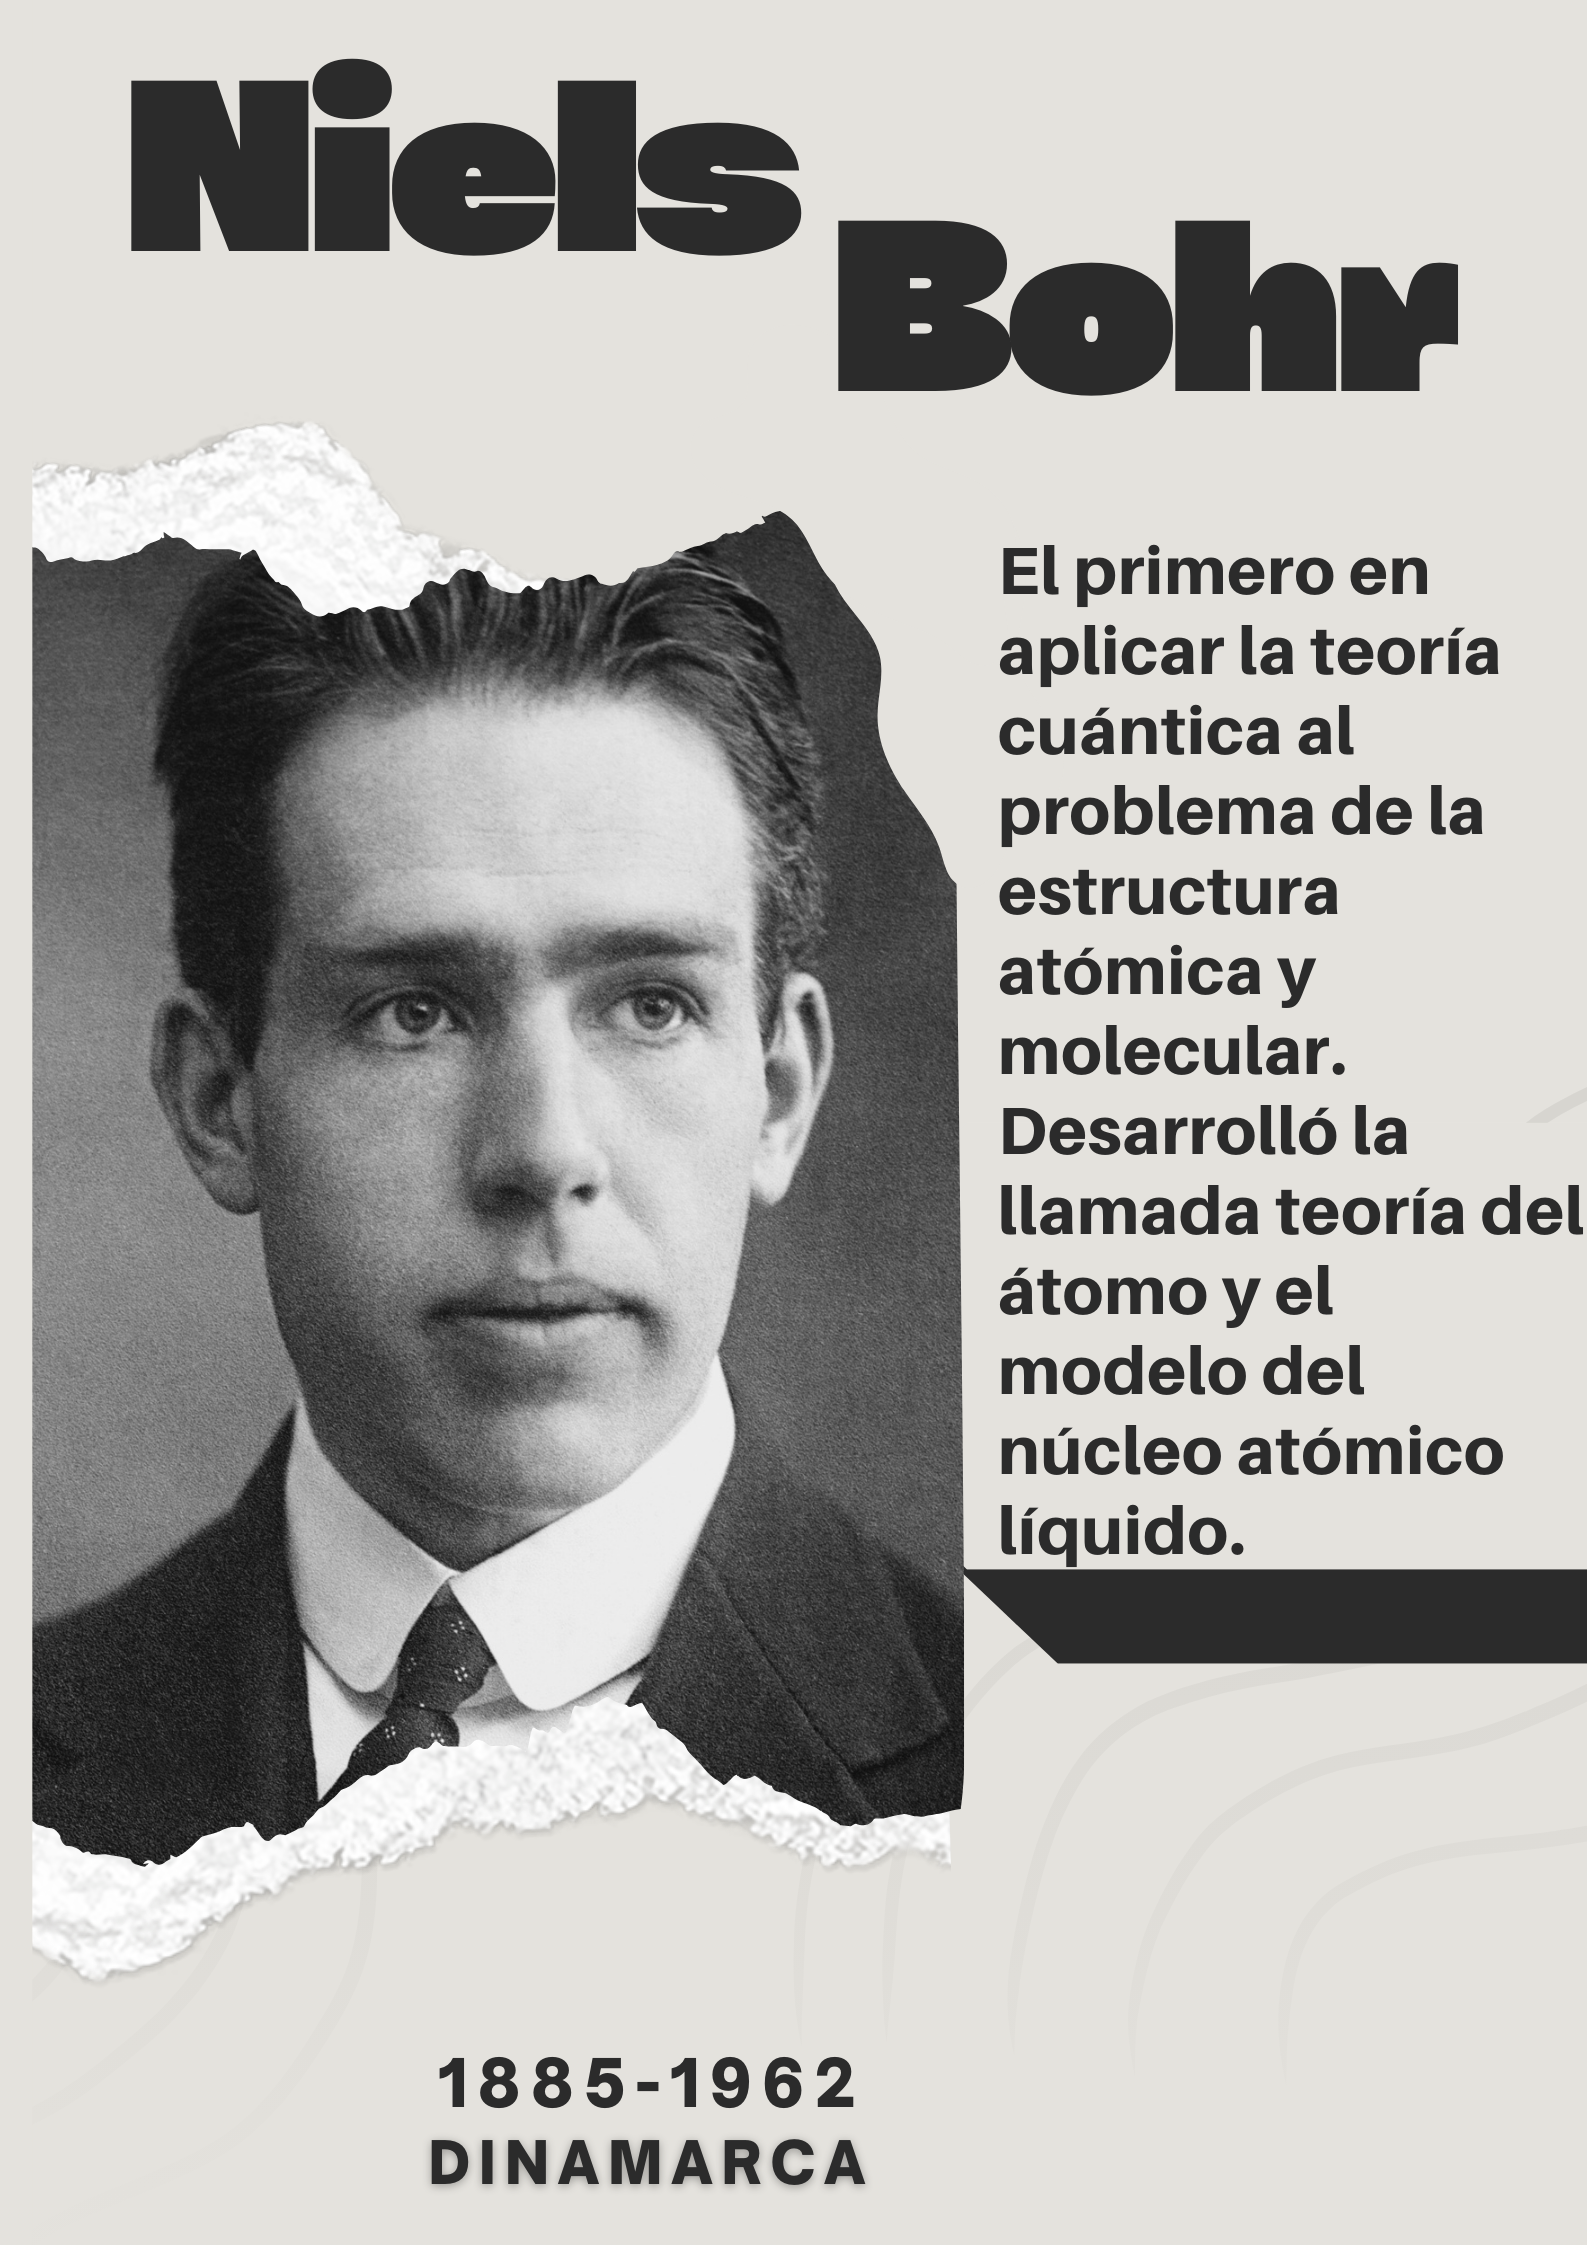 Niels
Bohr
El primero en
aplicar la teoría
cuántica al
problema de la
estructura
atómica y
molecular.
Desarrolló la
llamada teoría del
átomo y el
modelo del
núcleo atómico
líquido.
1885-1962
DINAMARCA